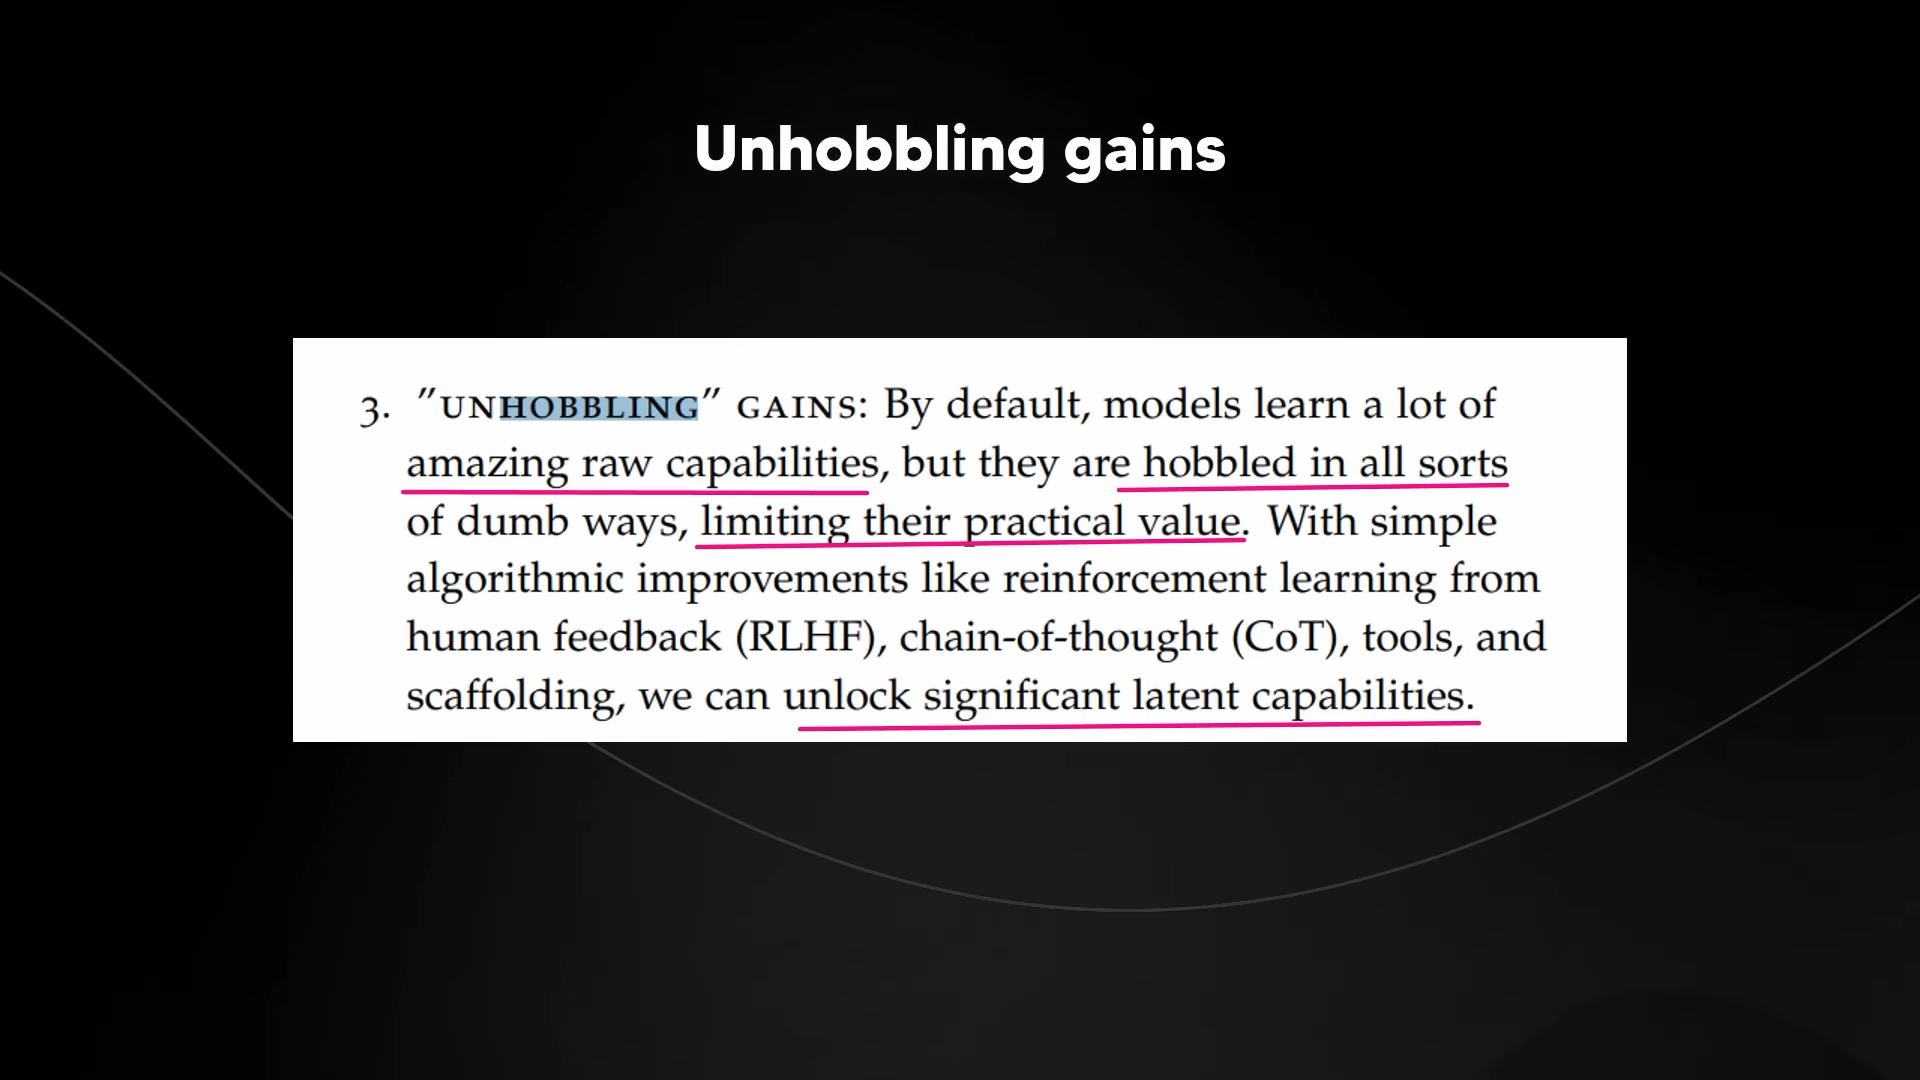 Unhobbling gains
3. "UNHOBBLING" GAINS: By default, models learn a lot of
amazing raw capabilities, but they are hobbled in all sorts
of dumb ways, limiting their practical value. With simple
algorithmic improvements like reinforcement learning from
human feedback (RLHF), chain-of-thought (CoT), tools, and
scaffolding, we can unlock significant latent capabilities.